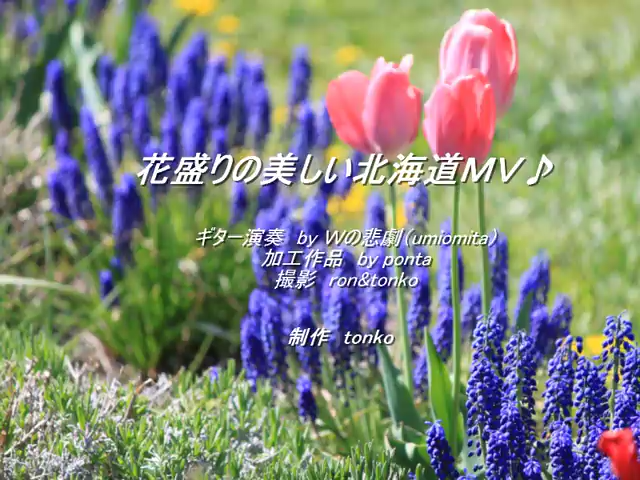 花盛りの美しい北海道MV♪
ギター演奏 by Wの悲劇(umiomita)
加工作品 by ponta
撮影 ron&tonko
制作 tonko